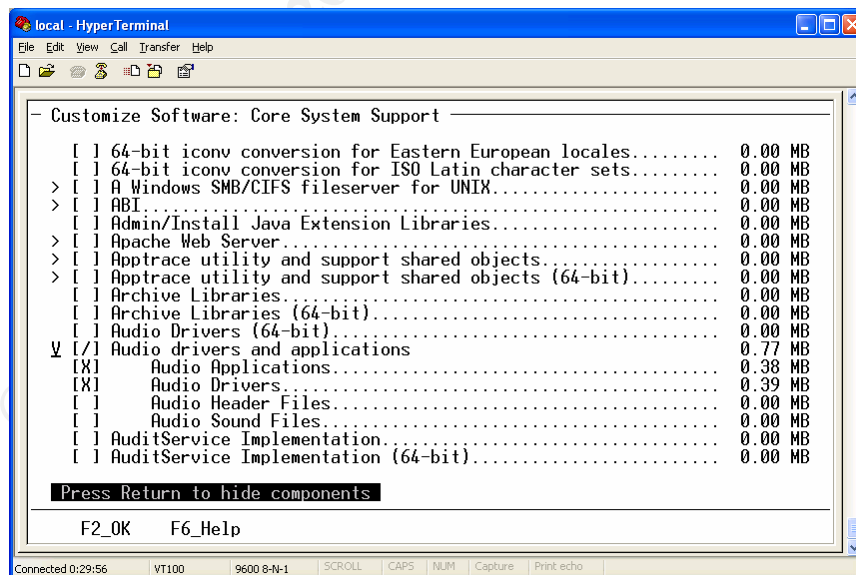 local - HyperTerminal
File Edit View Call Transfer Help
- Customize Software: Core System Support
[ ] 64-bit iconv conversion for Eastern European locales......... 0.00 MB
[ ] 64-bit iconv conversion for ISO Latin character sets......... 0.00 MB
> [ ] A Windows SMB/CIFS fileserver for UNIX....................... 0.00 MB
> [ ] ABI.......................................................... 0.00 MB
[ ] Admin/Install Java Extension Libraries....................... 0.00 MB
> [ ] Apache Web Server............................................ 0.00 MB
> [ ] Apptrace utility and support shared objects.................. 0.00 MB
> [ ] Apptrace utility and support shared objects (64-bit)......... 0.00 MB
[ ] Archive Libraries............................................ 0.00 MB
[ ] Archive Libraries (64-bit)................................... 0.00 MB
[ ] Audio Drivers (64-bit)....................................... 0.00 MB
V [/] Audio drivers and applications 0.77 MB
[X] Audio Applications....................................... 0.38 MB
[X] Audio Drivers............................................ 0.39 MB
[ ] Audio Header Files....................................... 0.00 MB
[ ] Audio Sound Files........................................ 0.00 MB
[ ] AuditService Implementation.................................. 0.00 MB
[ ] AuditService Implementation (64-bit)......................... 0.00 MB
Press Return to hide components
F2_OK F6_Help
Connected 0:29:56 VT100 9600 8-N-1 SCROLL CAPS NUM Capture Print echo